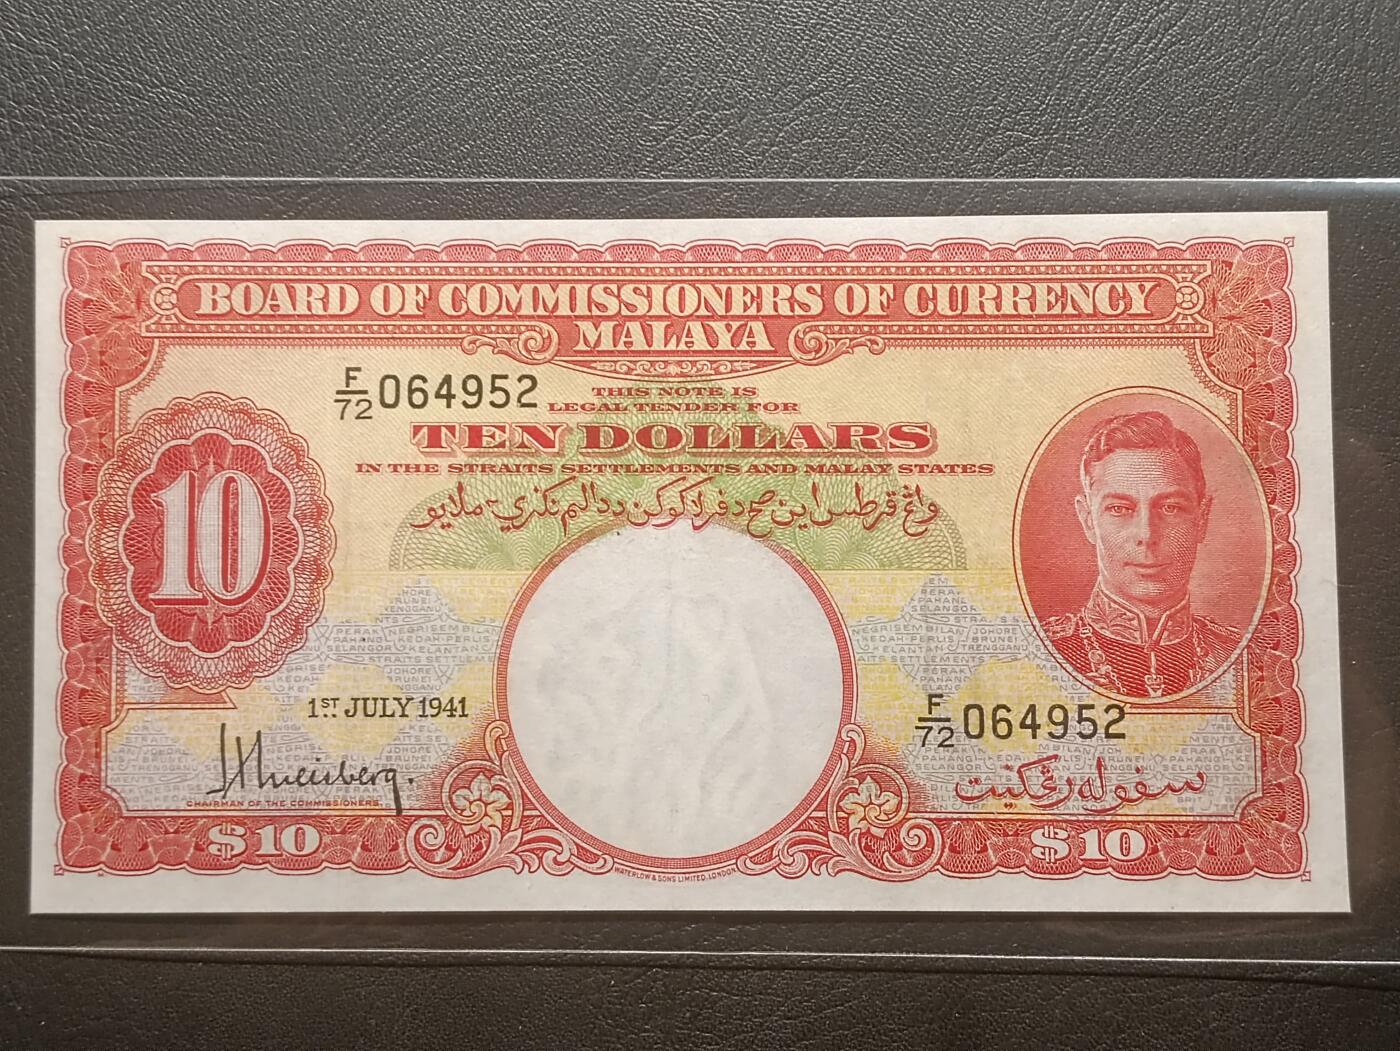 BOARD OF COMMISSIONERS OF CURRENCY
MALAYA
F/72 064952
THIS NOTE IS
LEGAL TENDER FOR
TEN DOLLARS
IN THE STRAITS SETTLEMENTS AND MALAY STATES
10
1ST JULY 1941
F/72 064952
CHAIRMAN OF THE COMMISSIONERS.
سفوله رڠݢيت
$10
$10
WATERLOW & SONS LIMITED, LONDON